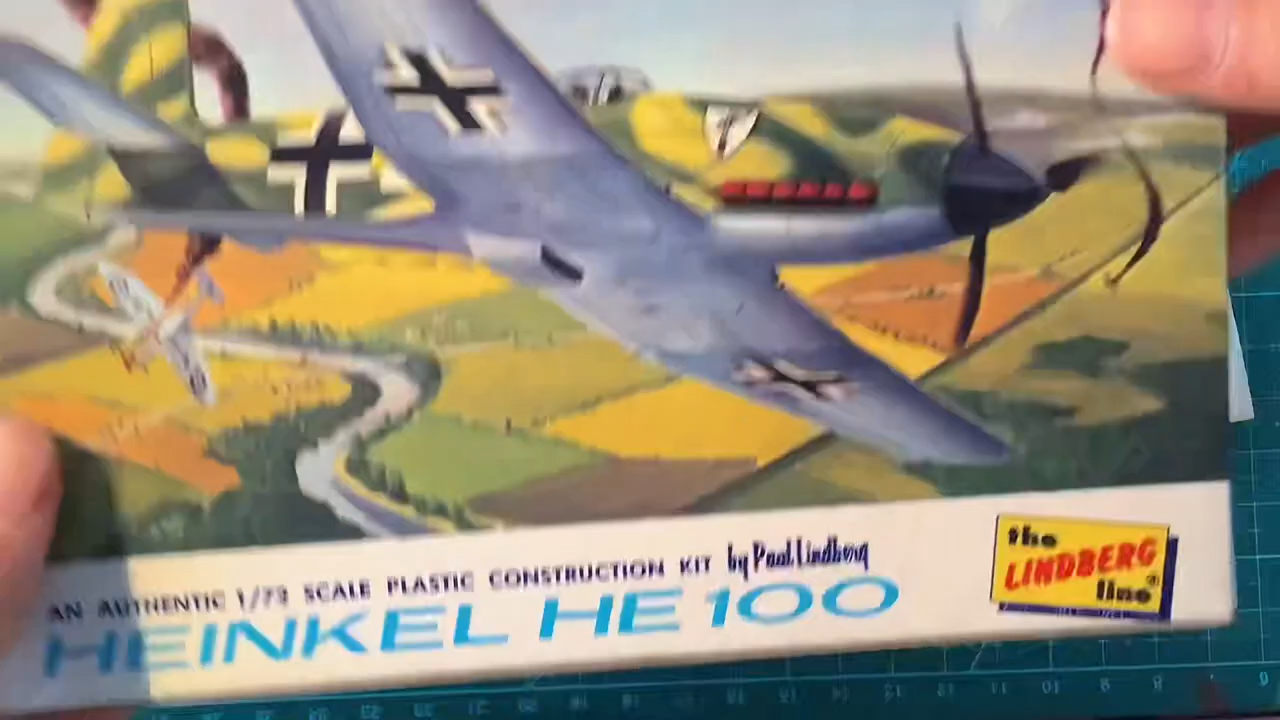 AN AUTHENTIC 1/72 SCALE PLASTIC CONSTRUCTION KIT by Paul Lindberg
HEINKEL HE 100
the
LINDBERG
line®